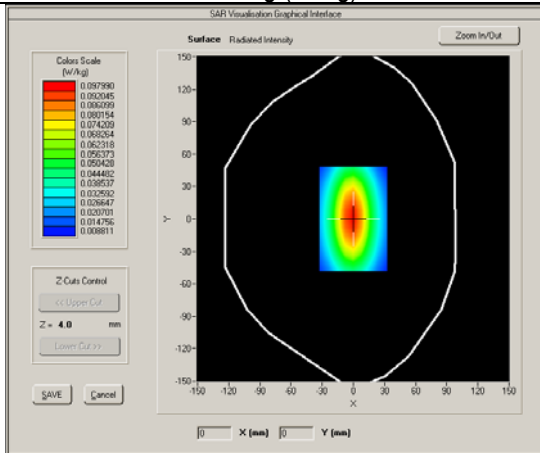 SAR Visualisation Graphical Interface
Surface Radiated Intensity
Zoom In/Out
Colors Scale
(W/kg)
0.097990
0.092045
0.086099
0.080154
0.074209
0.068264
0.062318
0.056373
0.050428
0.044482
0.038537
0.032592
0.026647
0.020701
0.014756
0.008811
150-
120-
90-
60-
30-
Y 0-
-30-
-60-
-90-
-120-
-150-
-150 -120 -90 -60 -30 0 30 60 90 120 150
X
Z Cuts Control
<< Upper Cut
Z = 4.0 mm
Lower Cut >>
SAVE Cancel
0 X (mm) 0 Y (mm)